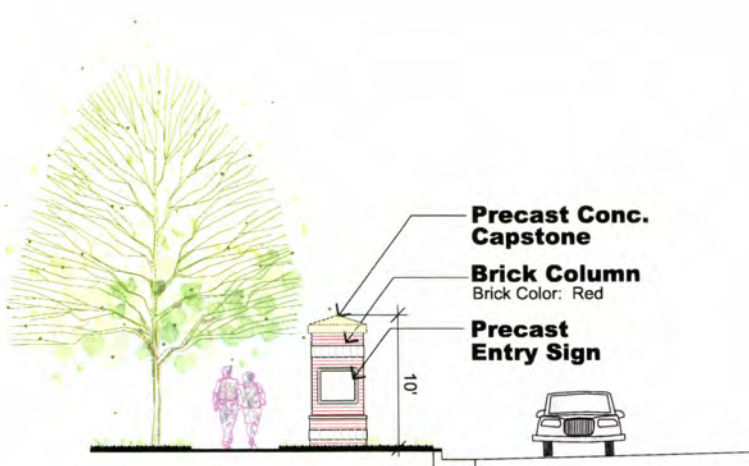 Precast Conc.
Capstone
Brick Column
Brick Color: Red
Precast
Entry Sign
10'